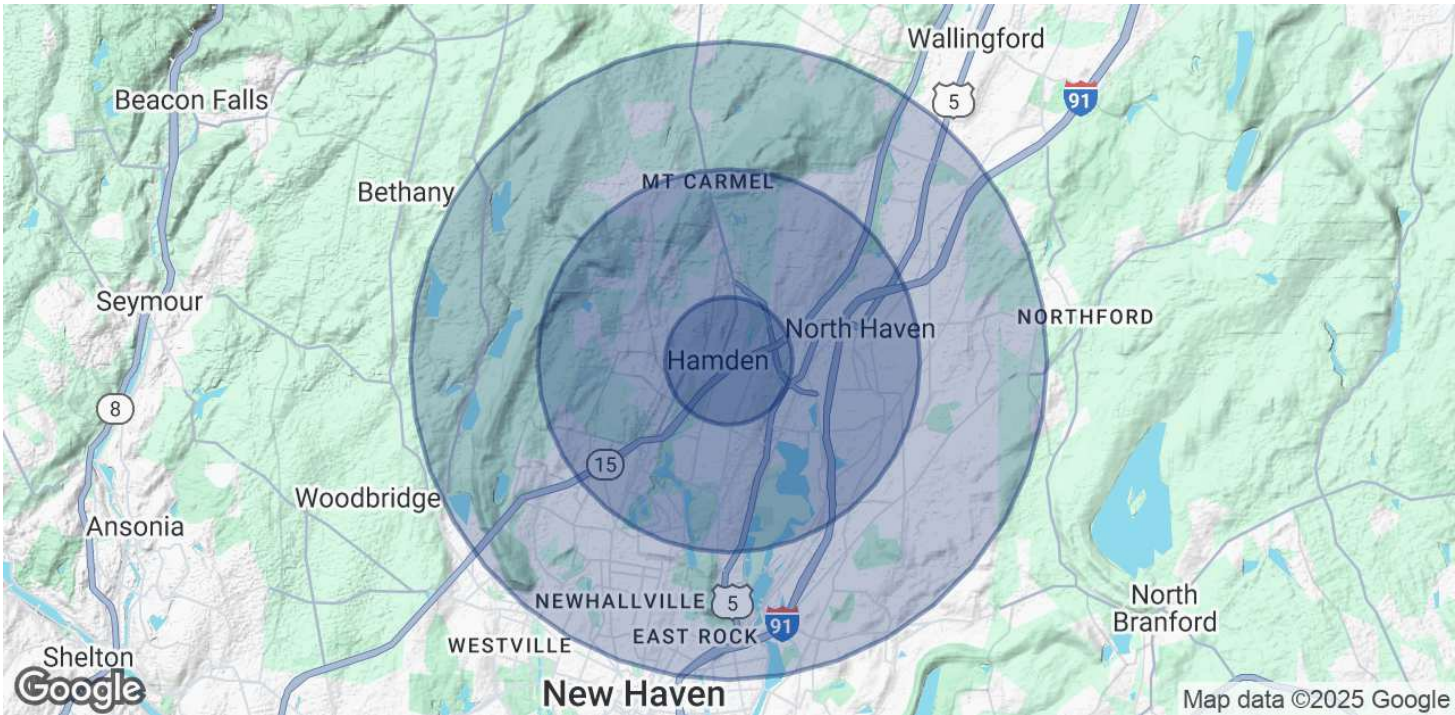 Wallingford
5
91
Beacon Falls
MT CARMEL
Bethany
Seymour
NORTHFORD
North Haven
Hamden
8
15
Woodbridge
Ansonia
NEWHALLVILLE
5
North
Branford
91
EAST ROCK
WESTVILLE
Shelton
Google
New Haven
Map data ©2025 Google